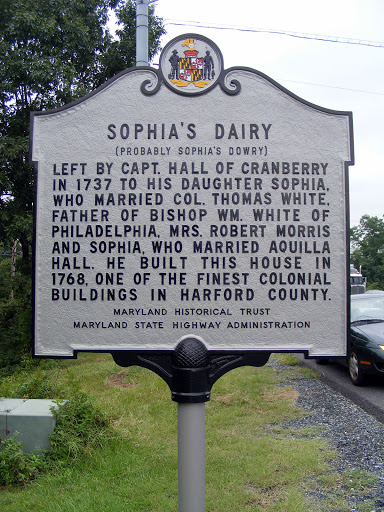 SOPHIA'S DAIRY
(PROBABLY SOPHIA'S DOWRY)
LEFT BY CAPT. HALL OF CRANBERRY
IN 1737 TO HIS DAUGHTER SOPHIA,
WHO MARRIED COL. THOMAS WHITE,
FATHER OF BISHOP WM. WHITE OF
PHILADELPHIA, MRS. ROBERT MORRIS
AND SOPHIA, WHO MARRIED AQUILLA
HALL. HE BUILT THIS HOUSE IN
1768, ONE OF THE FINEST COLONIAL
BUILDINGS IN HARFORD COUNTY.
MARYLAND HISTORICAL TRUST
MARYLAND STATE HIGHWAY ADMINISTRATION